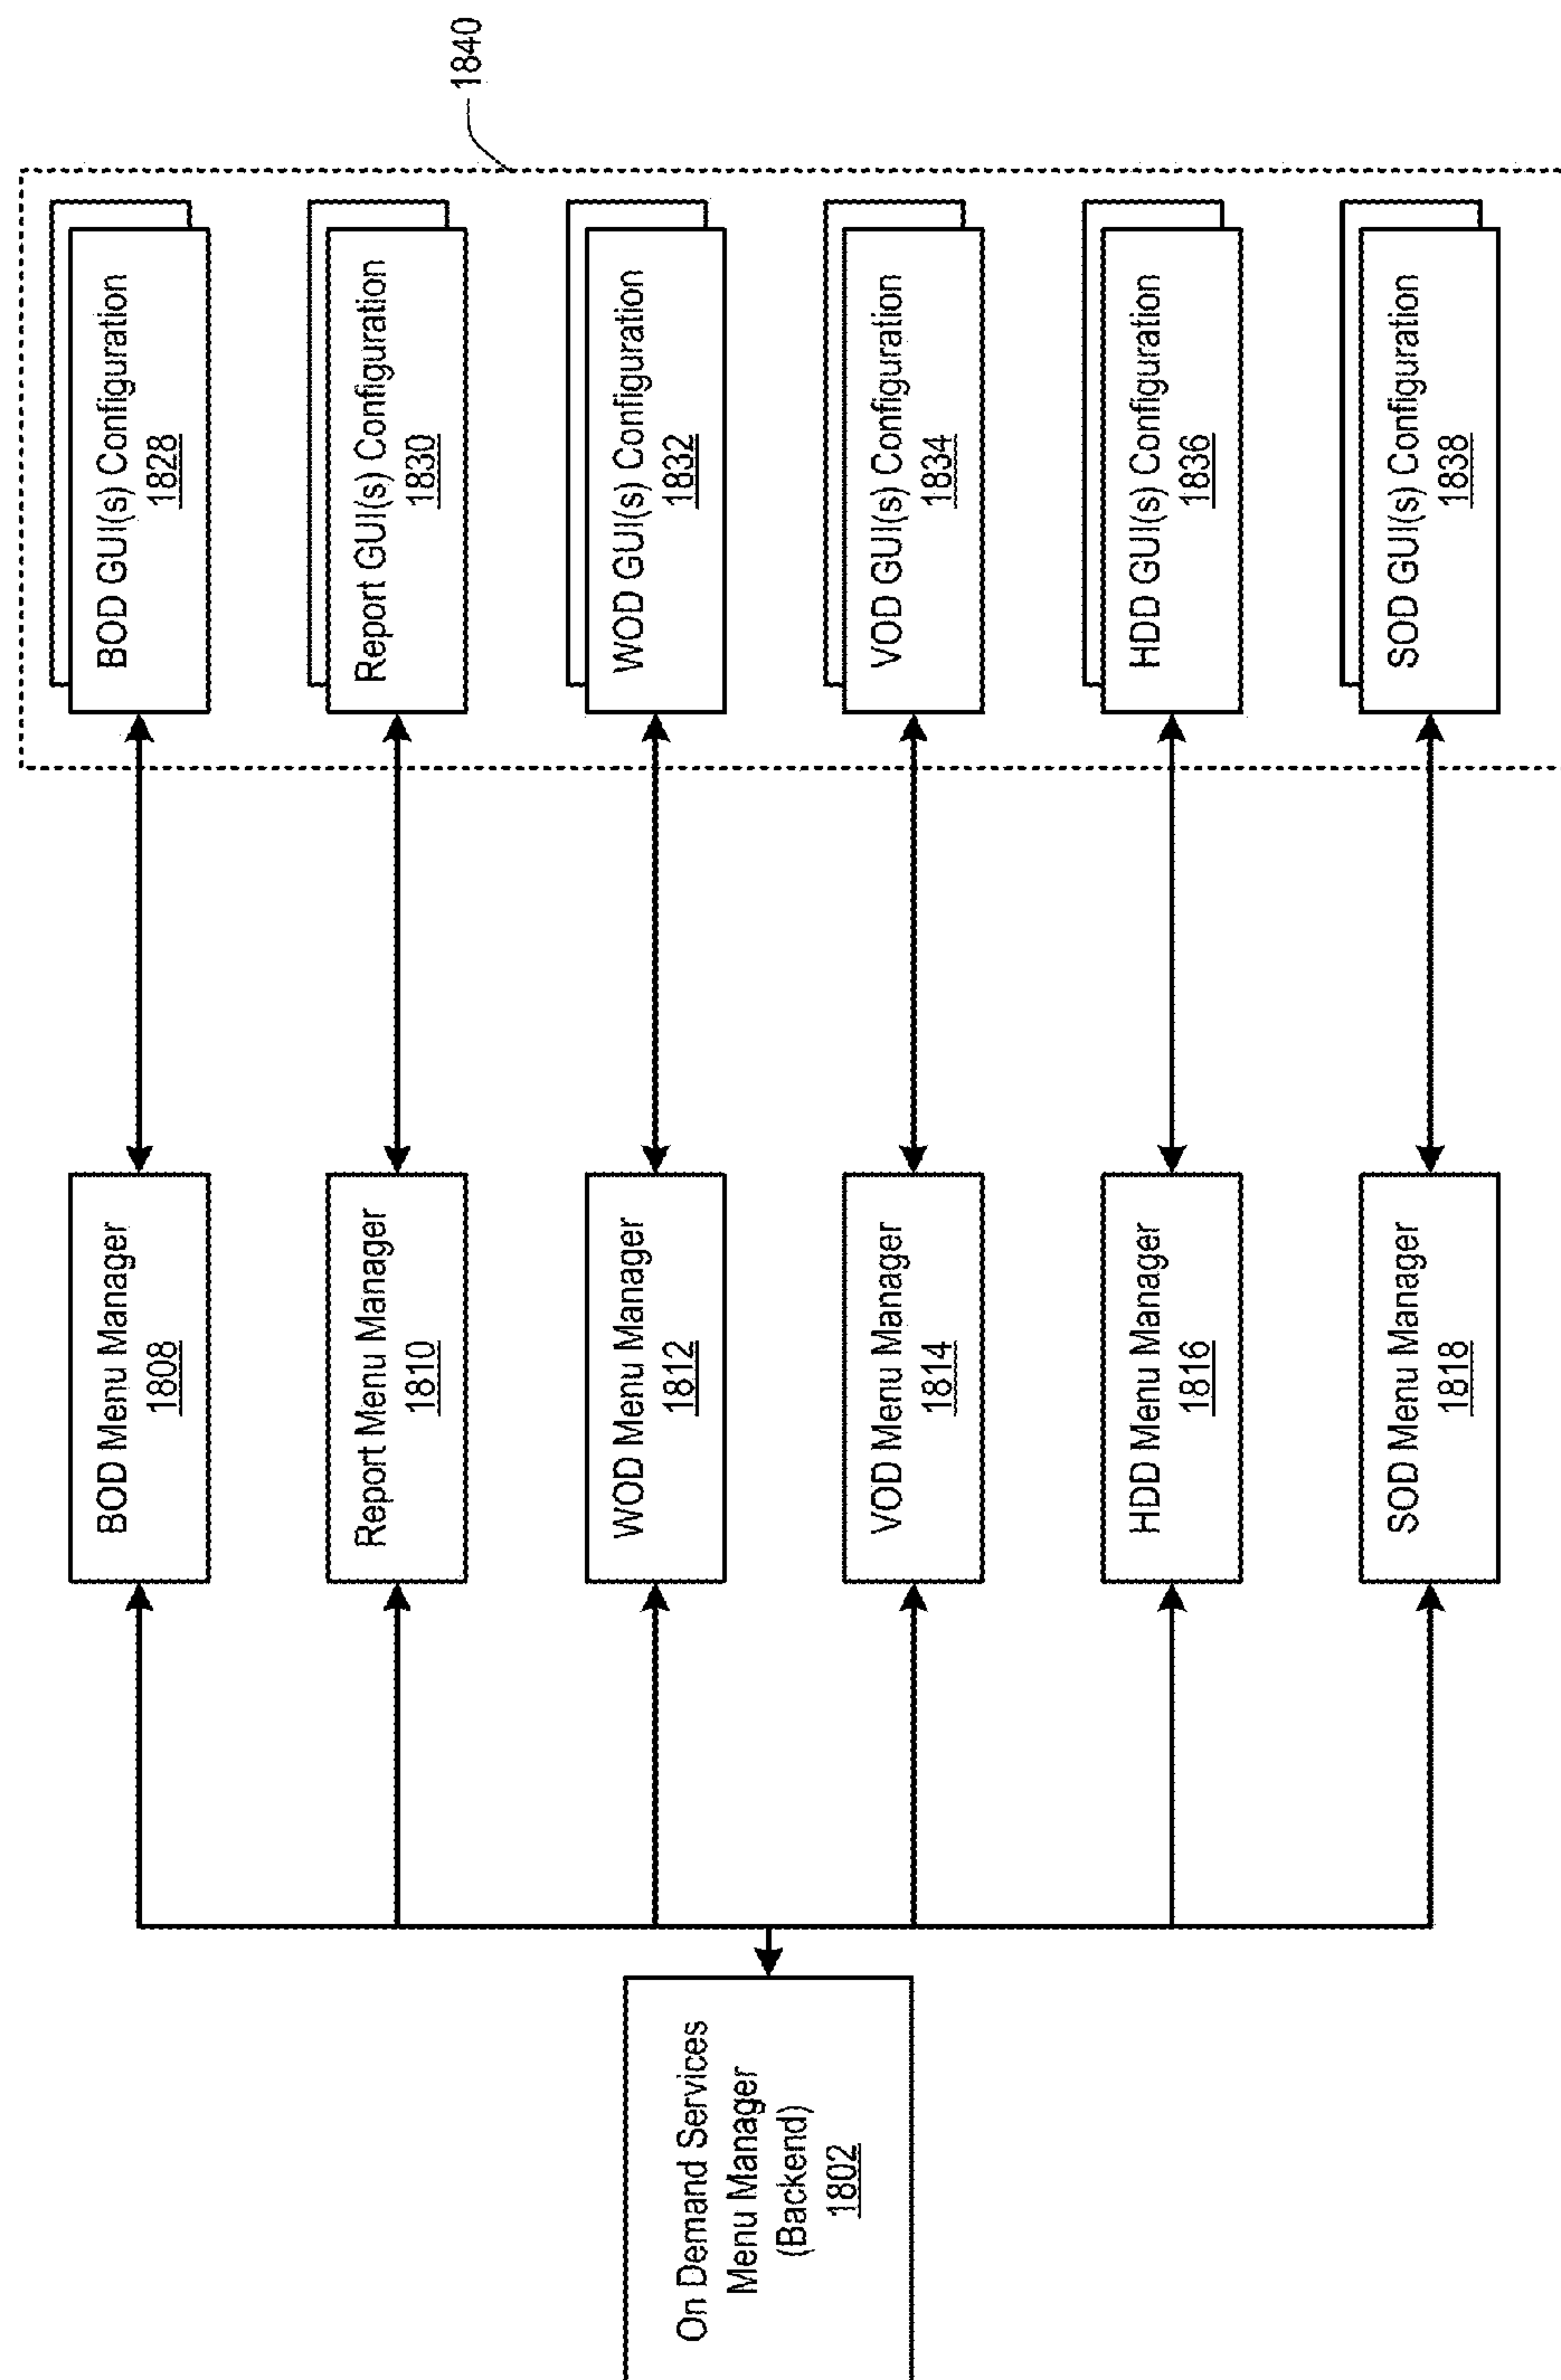 On Demand Services
Menu Manager
(Backend)
1802
BOD Menu Manager
1808
Report Menu Manager
1810
WOD Menu Manager
1812
VOD Menu Manager
1814
HDD Menu Manager
1816
SOD Menu Manager
1818
BOD GUI(s) Configuration
1828
Report GUI(s) Configuration
1830
WOD GUI(s) Configuration
1832
VOD GUI(s) Configuration
1834
HDD GUI(s) Configuration
1836
SOD GUI(s) Configuration
1838
1840